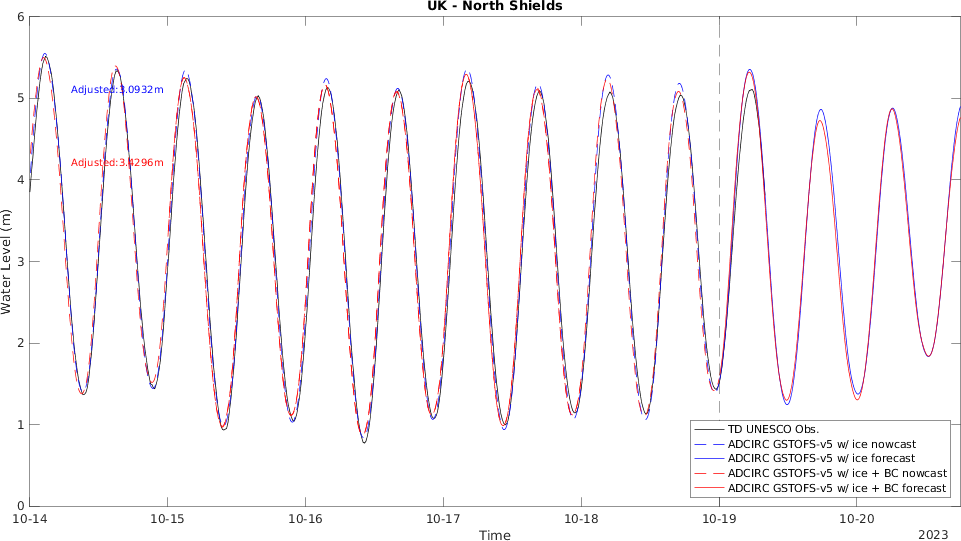 UK - North Shields
6
5
4
3
2
1
0
Water Level (m)
Adjusted:3.0932m
Adjusted:3.4296m
TD UNESCO Obs.
ADCIRC GSTOFS-v5 w/ ice nowcast
ADCIRC GSTOFS-v5 w/ ice forecast
ADCIRC GSTOFS-v5 w/ ice + BC nowcast
ADCIRC GSTOFS-v5 w/ ice + BC forecast
10-14 10-15 10-16 10-17 10-18 10-19 10-20
Time
2023